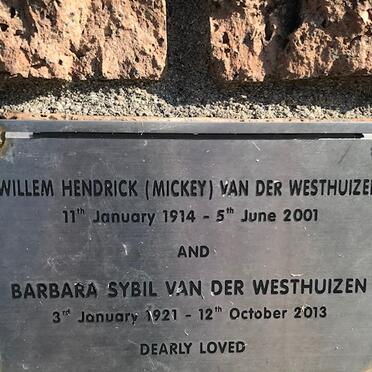 WILLEM HENDRICK (MICKEY) VAN DER WESTHUIZEN
11th January 1914 - 5th June 2001
AND
BARBARA SYBIL VAN DER WESTHUIZEN
3rd January 1921 - 12th October 2013
DEARLY LOVED